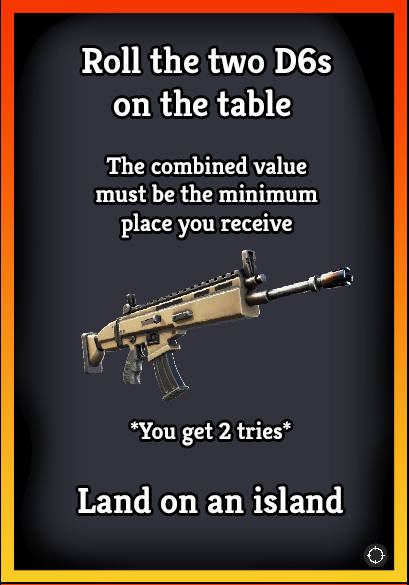 Roll the two D6s
on the table
The combined value
must be the minimum
place you receive
*You get 2 tries*
Land on an island